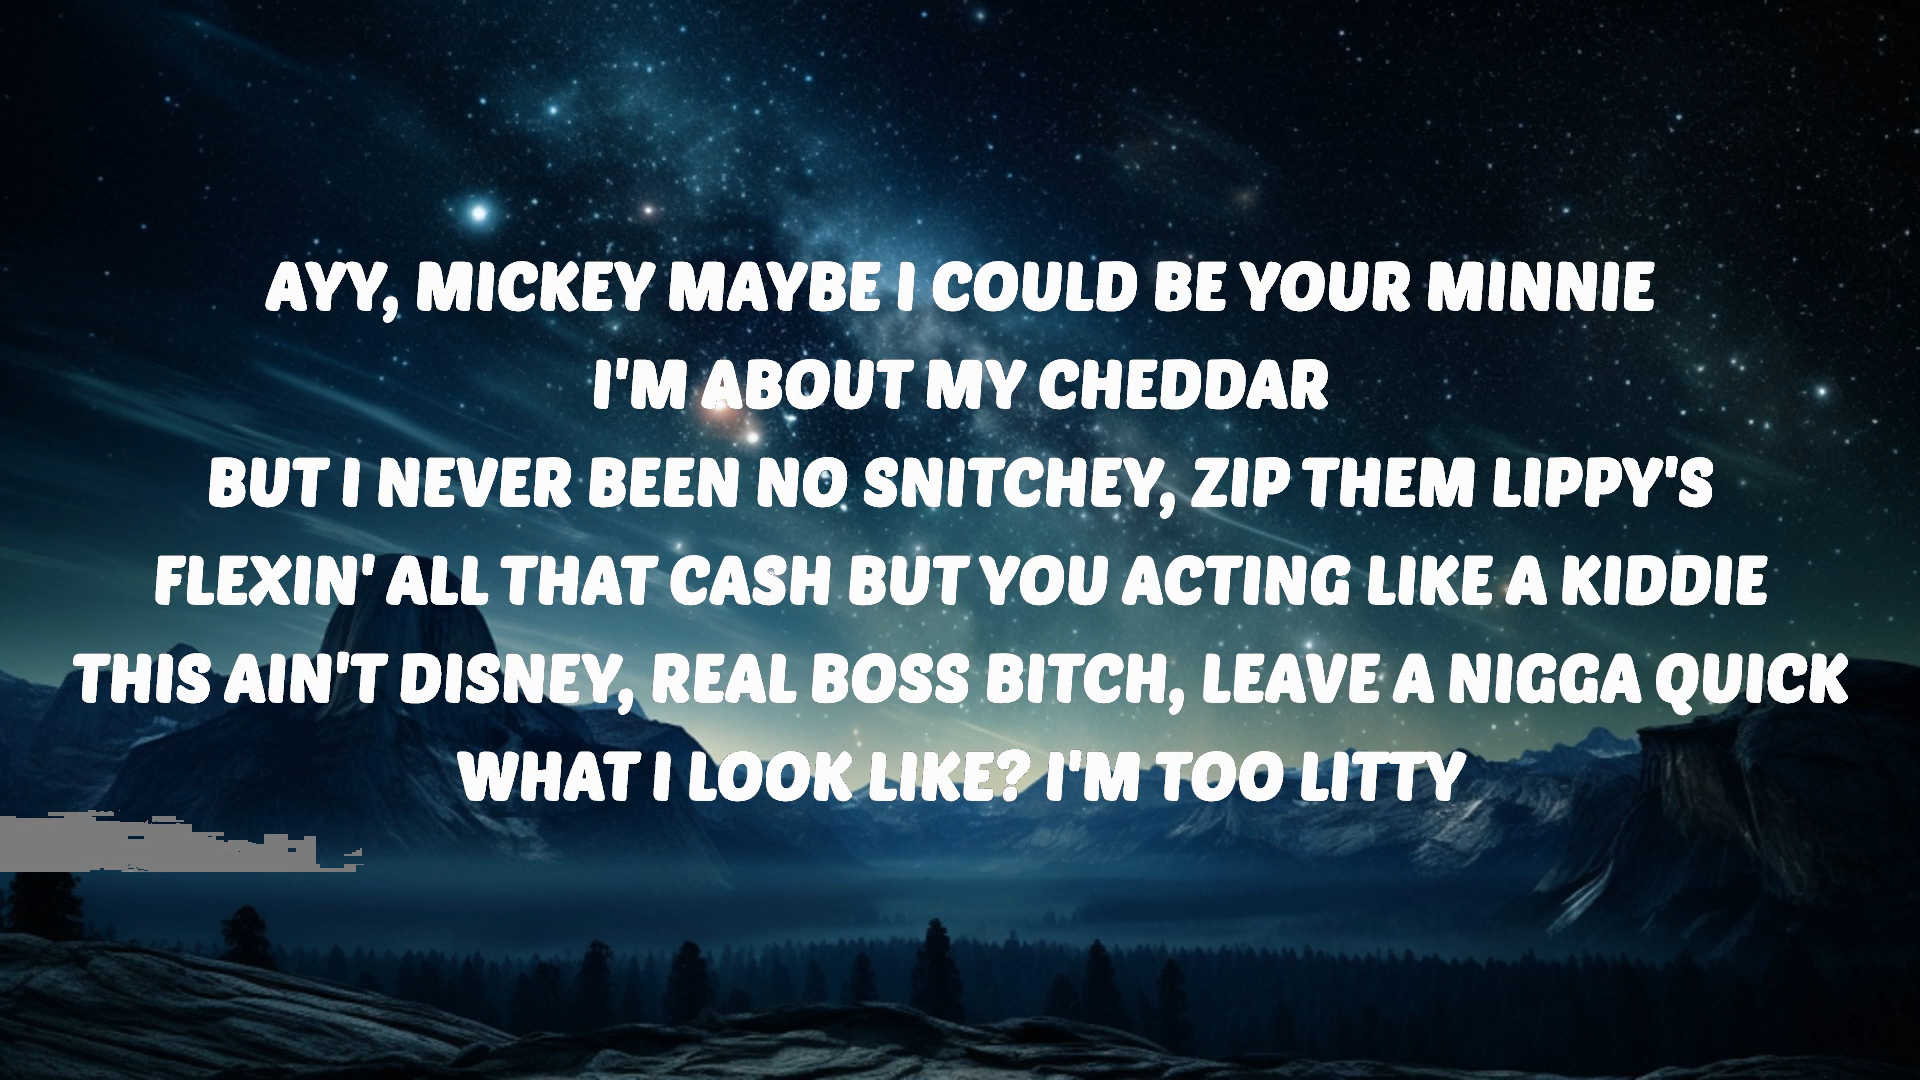 AYY, MICKEY MAYBE I COULD BE YOUR MINNIE
I'M ABOUT MY CHEDDAR
BUT I NEVER BEEN NO SNITCHEY, ZIP THEM LIPPY'S
FLEXIN' ALL THAT CASH BUT YOU ACTING LIKE A KIDDIE
THIS AIN'T DISNEY, REAL BOSS BITCH, LEAVE A NIGGA QUICK
WHAT I LOOK LIKE? I'M TOO LITTY